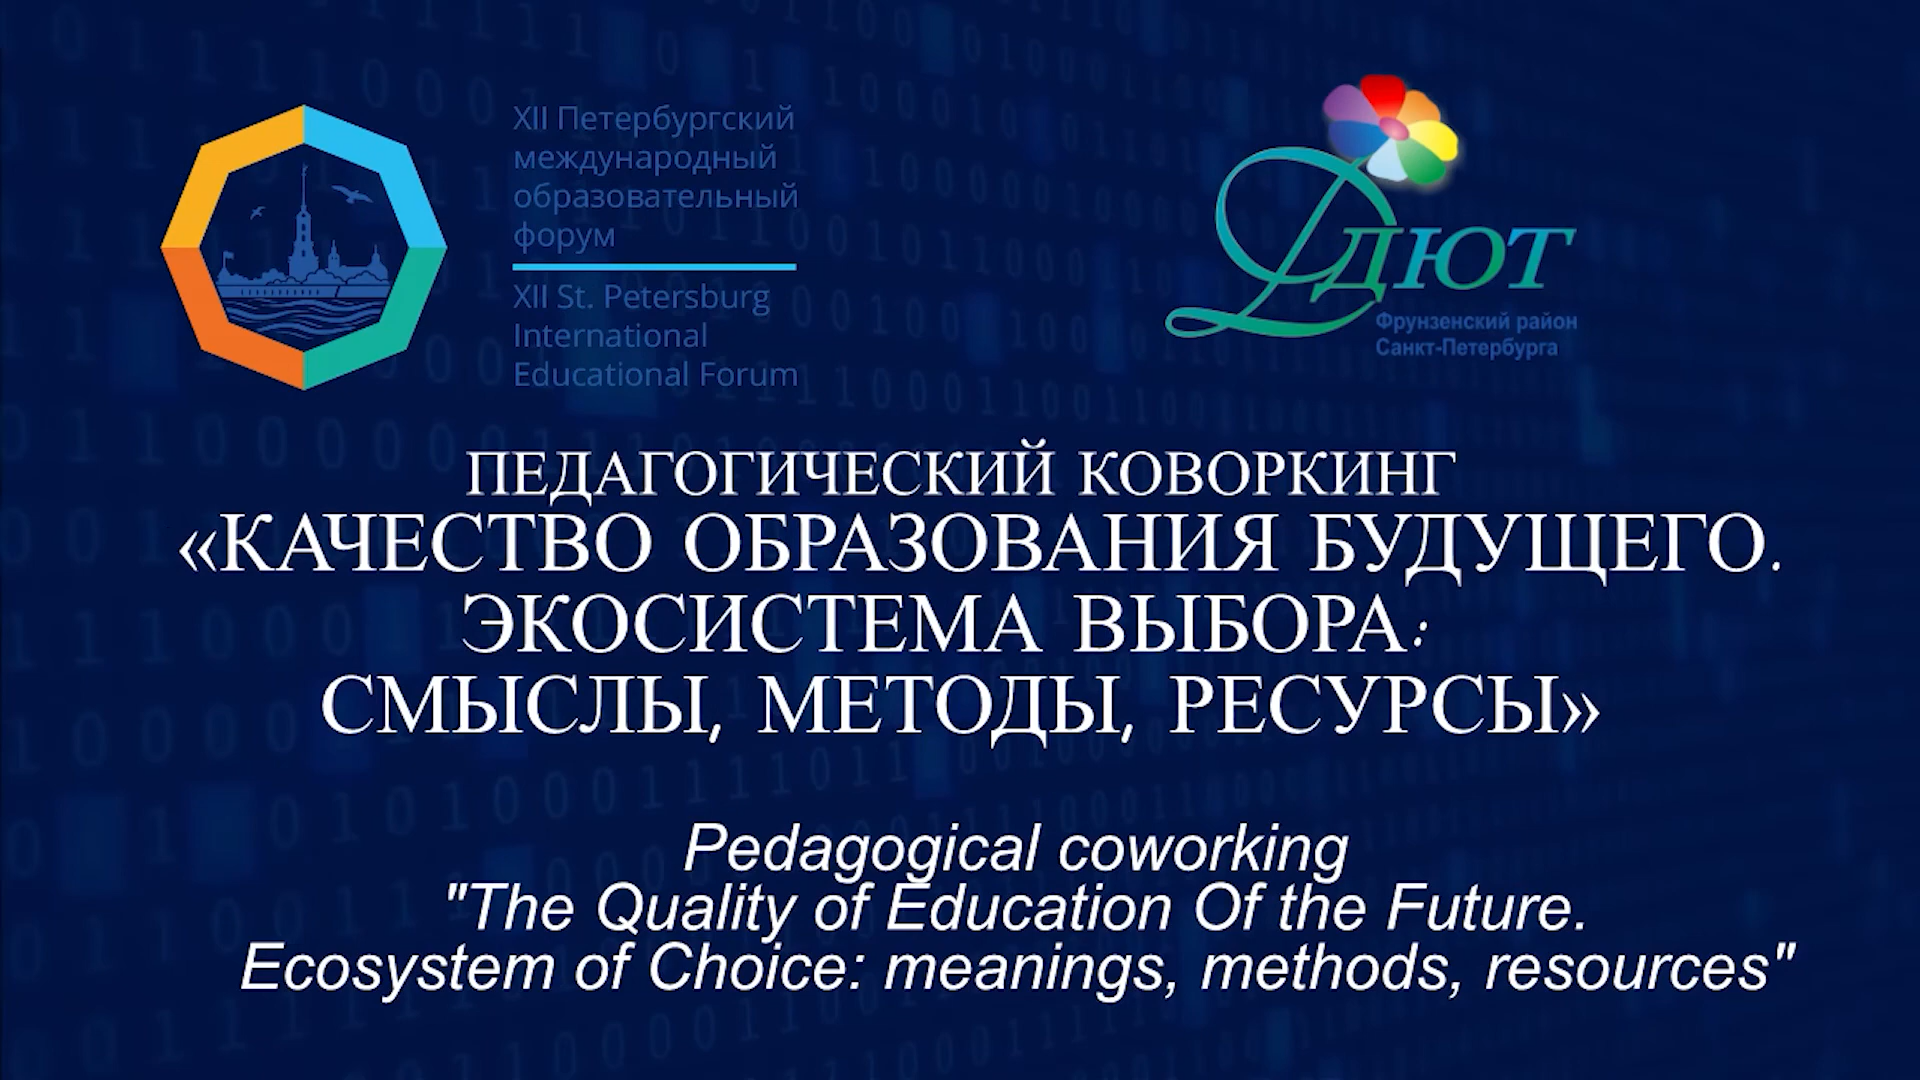 XII Петербургский
международный
образовательный
форум
XII St. Petersburg
International
Educational Forum
ДДЮТ
Фрунзенский район
Санкт-Петербурга
ПЕДАГОГИЧЕСКИЙ КОВОРКИНГ
«КАЧЕСТВО ОБРАЗОВАНИЯ БУДУЩЕГО.
ЭКОСИСТЕМА ВЫБОРА:
СМЫСЛЫ, МЕТОДЫ, РЕСУРСЫ»
Pedagogical coworking
"The Quality of Education Of the Future.
Ecosystem of Choice: meanings, methods, resources"